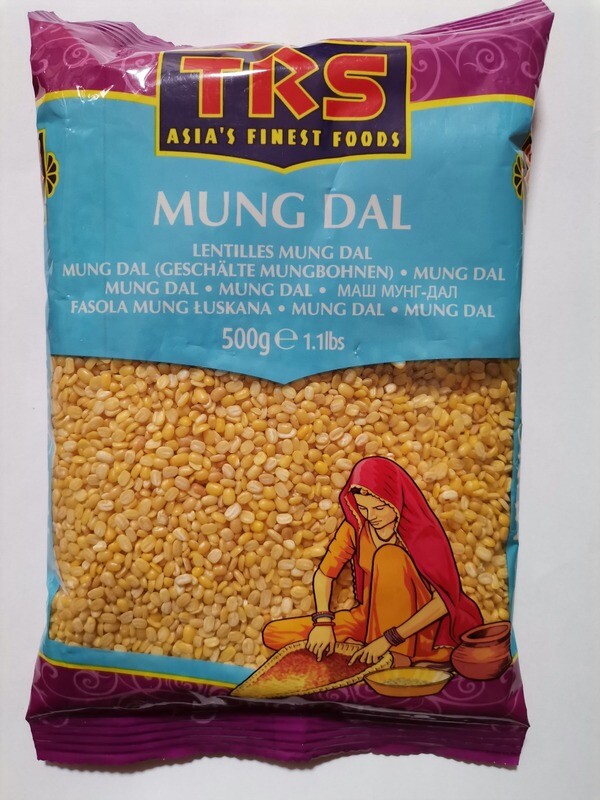 TRS
ASIA'S FINEST FOODS
MUNG DAL
LENTILLES MUNG DAL
MUNG DAL (GESCHÄLTE MUNGBOHNEN) • MUNG DAL
MUNG DAL • MUNG DAL • МАШ МУНГ-ДАЛ
FASOLA MUNG ŁUSKANA • MUNG DAL • MUNG DAL
500g ℮ 1.1lbs